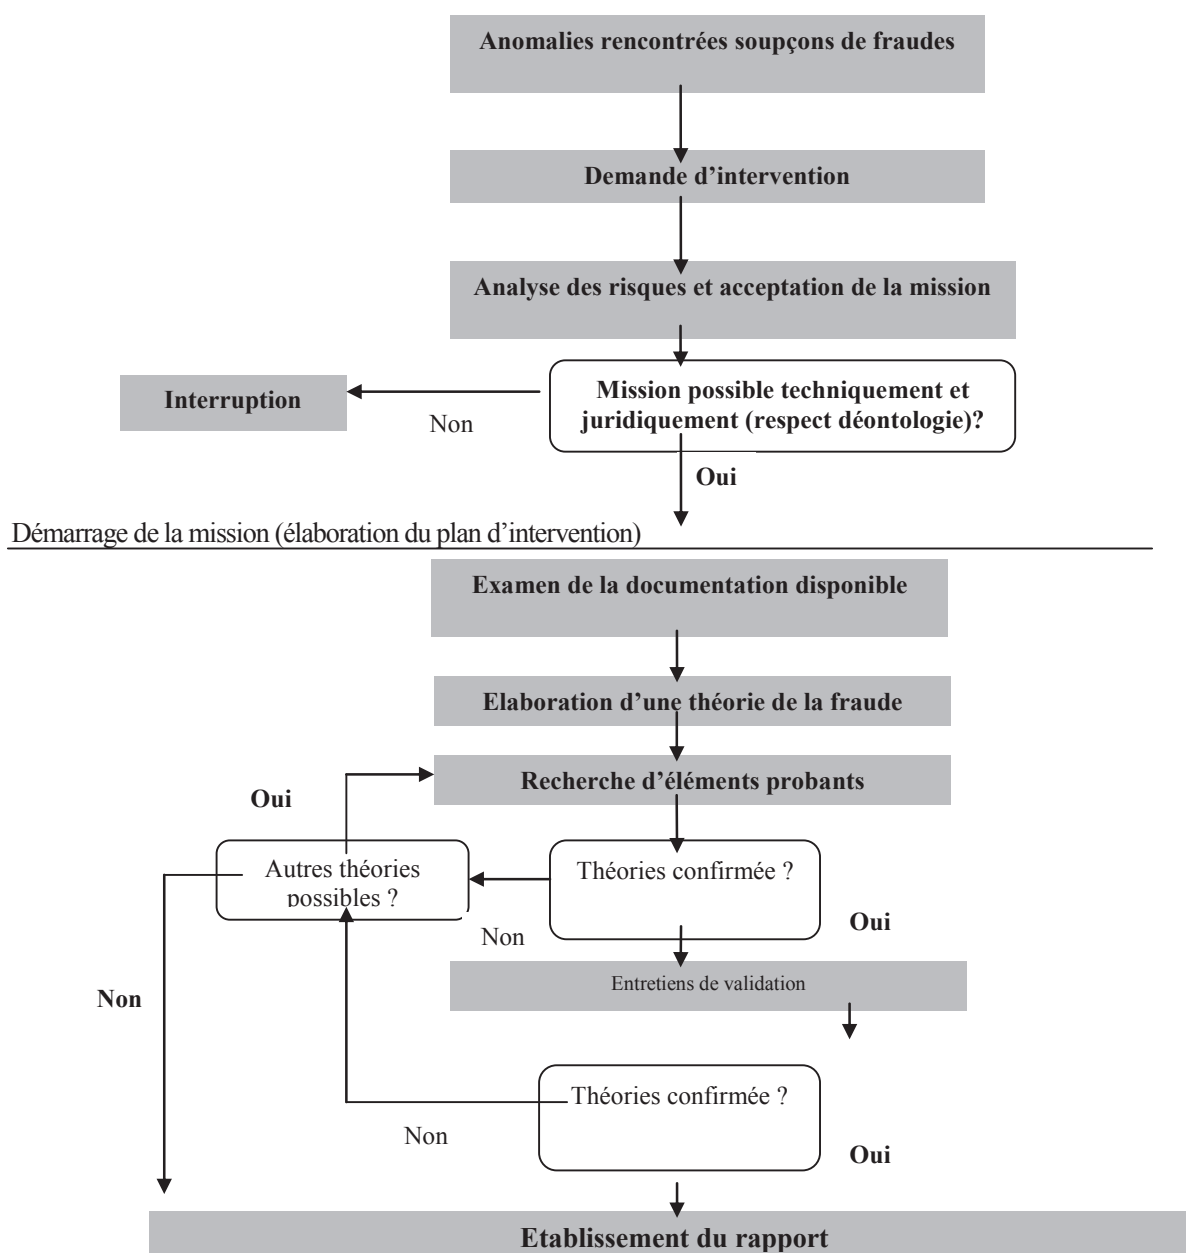 Anomalies rencontrées soupçons de fraudes
Demande d’intervention
Analyse des risques et acceptation de la mission
Mission possible techniquement et
juridiquement (respect déontologie)?
Interruption
Non
Oui
Démarrage de la mission (élaboration du plan d’intervention)
Examen de la documentation disponible
Elaboration d’une théorie de la fraude
Recherche d’éléments probants
Oui
Autres théories
possibles ?
Théories confirmée ?
Oui
Non
Entretiens de validation
Non
Théories confirmée ?
Non
Oui
Etablissement du rapport